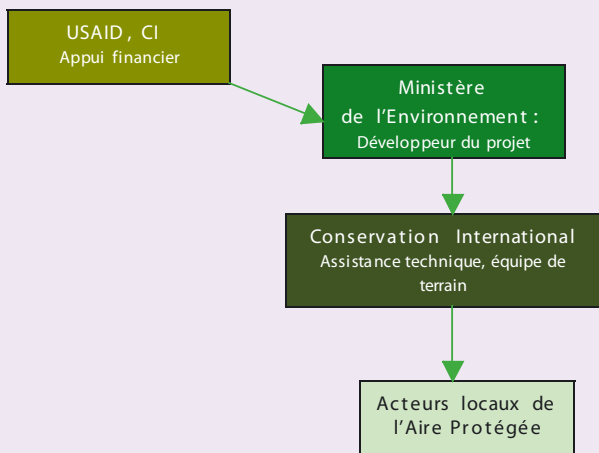 USAID, CI
Appui financier
Ministère
de l'Environnement :
Développeur du projet
Conservation International
Assistance technique, équipe de
terrain
Acteurs locaux de
l'Aire Protégée